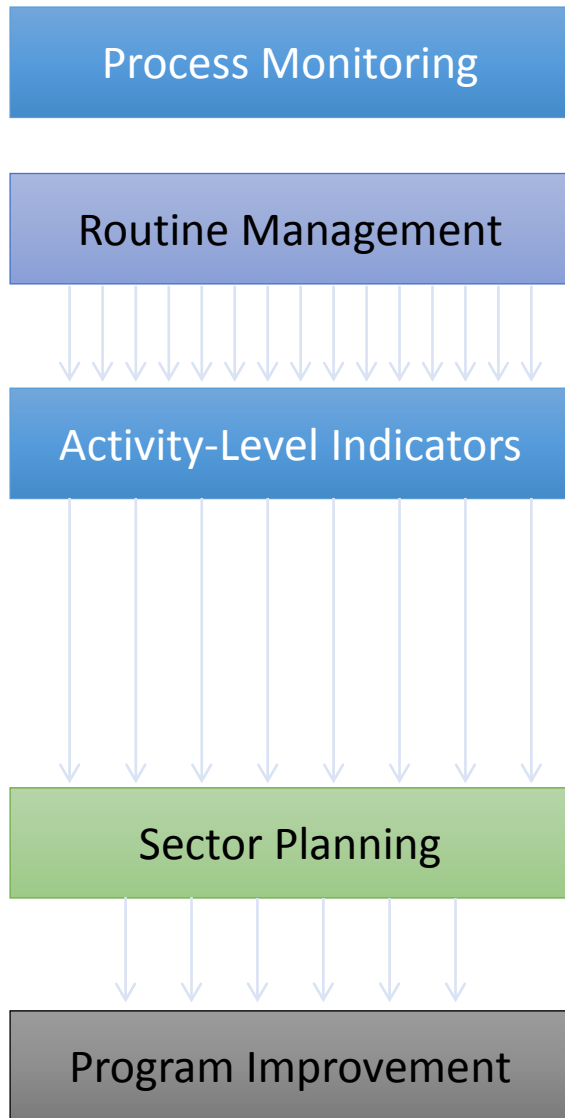 Process Monitoring
Routine Management
Activity-Level Indicators
Sector Planning
Program Improvement